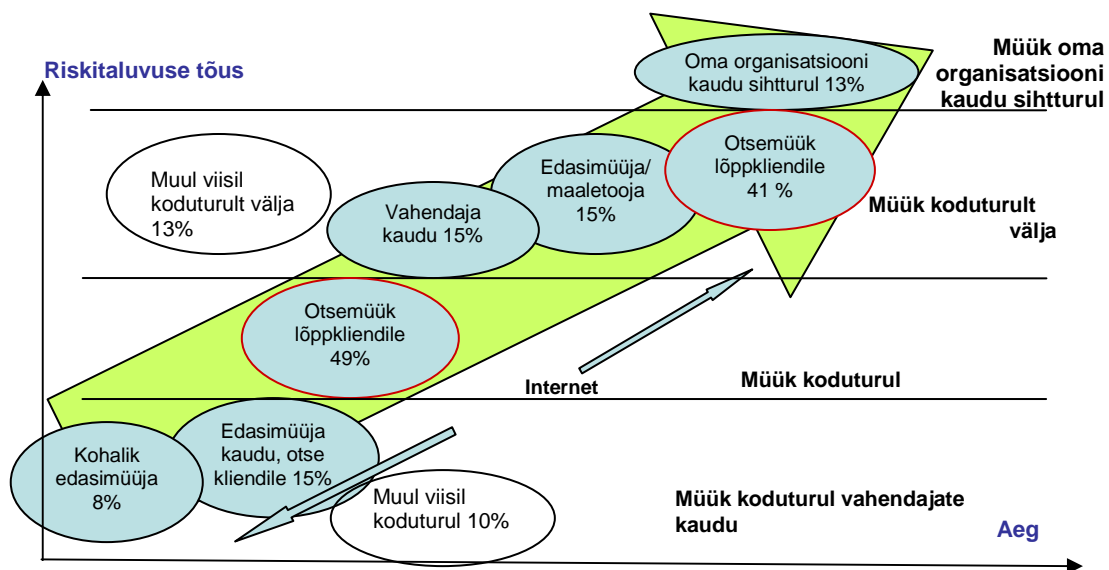 Riskitaluvuse tõus
Oma organisatsiooni
kaudu sihtturul 13%
Müük oma
organisatsiooni
kaudu sihtturul
Muul viisil
koduturult välja
13%
Vahendaja
kaudu 15%
Edasimüüja/
maaletooja
15%
Otsemüük
lõppkliendile
41 %
Müük koduturult
välja
Otsemüük
lõppkliendile
49%
Internet
Müük koduturul
Kohalik
edasimüüja
8%
Edasimüüja
kaudu, otse
kliendile 15%
Muul viisil
koduturul 10%
Müük koduturul vahendajate
kaudu
Aeg